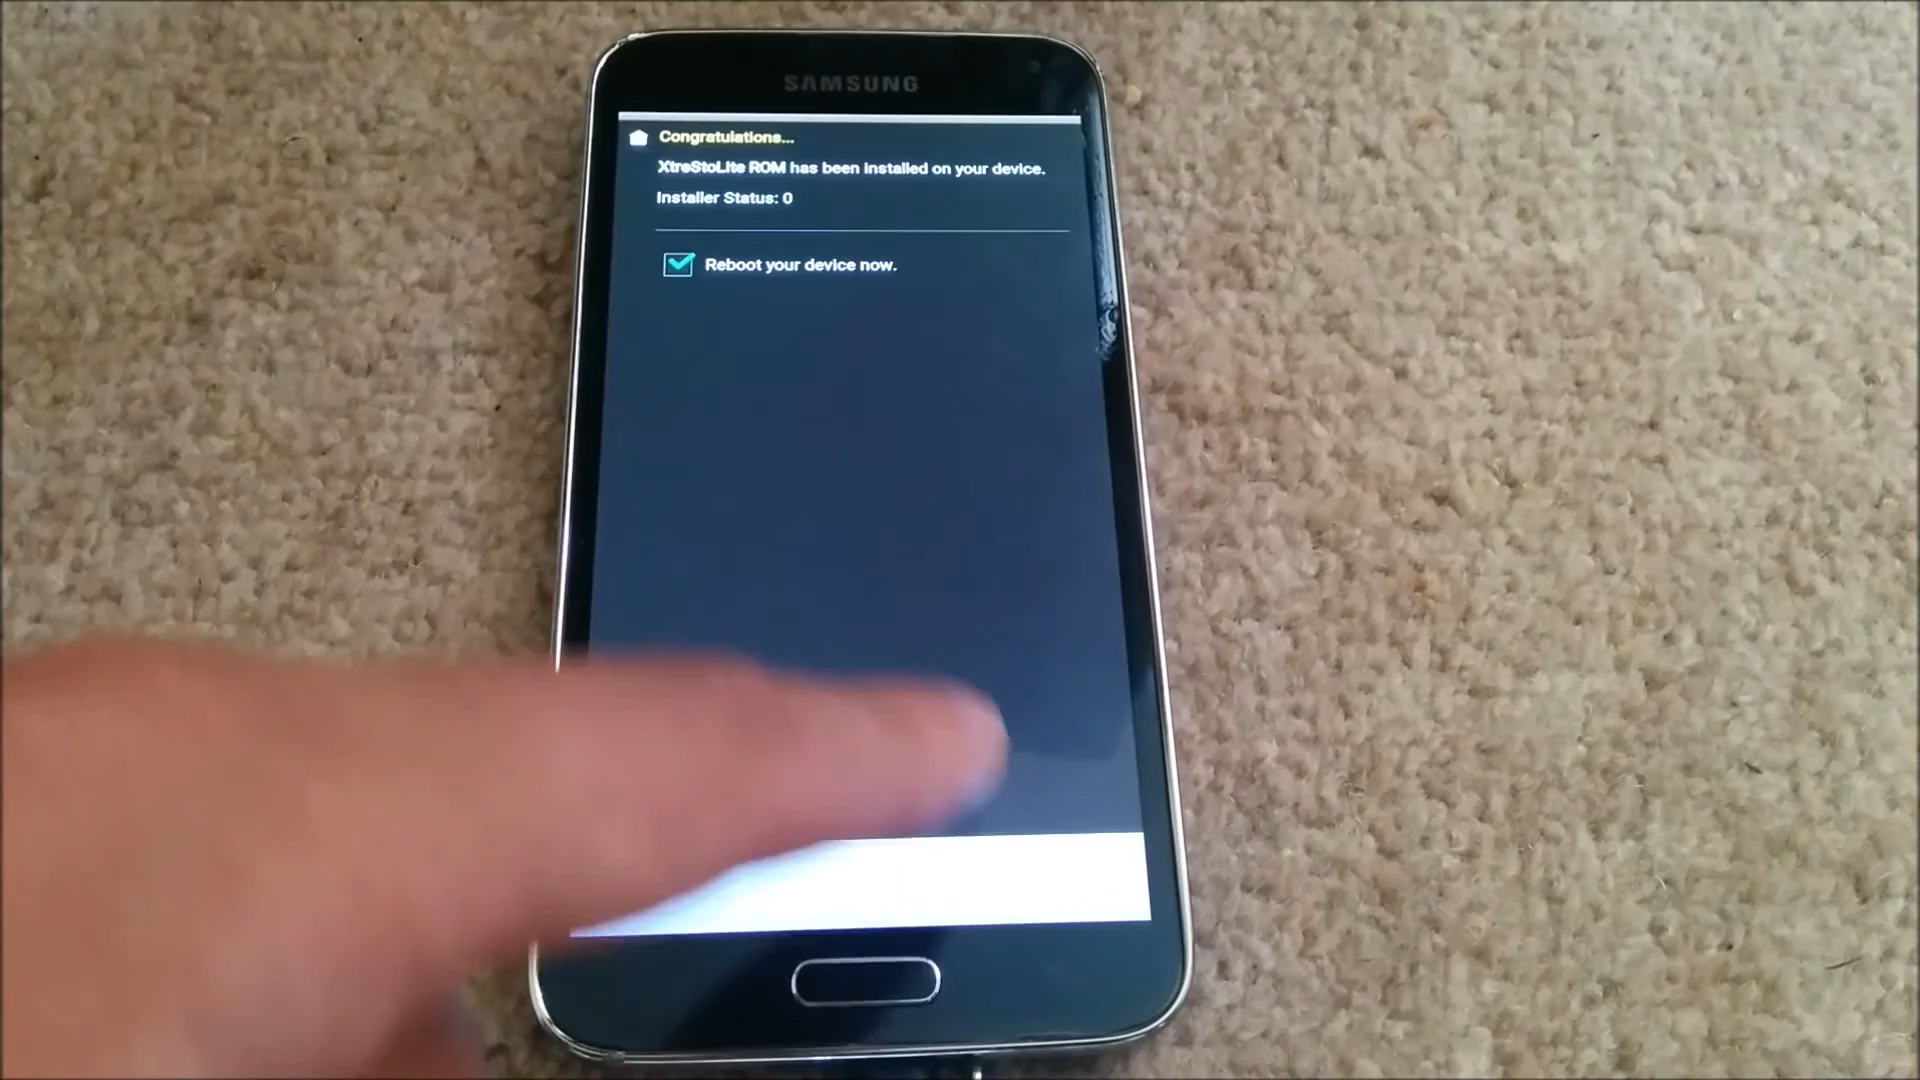 SAMSUNG
Congratulations...
XtreStoLite ROM has been installed on your device.
Installer Status: 0
Reboot your device now.